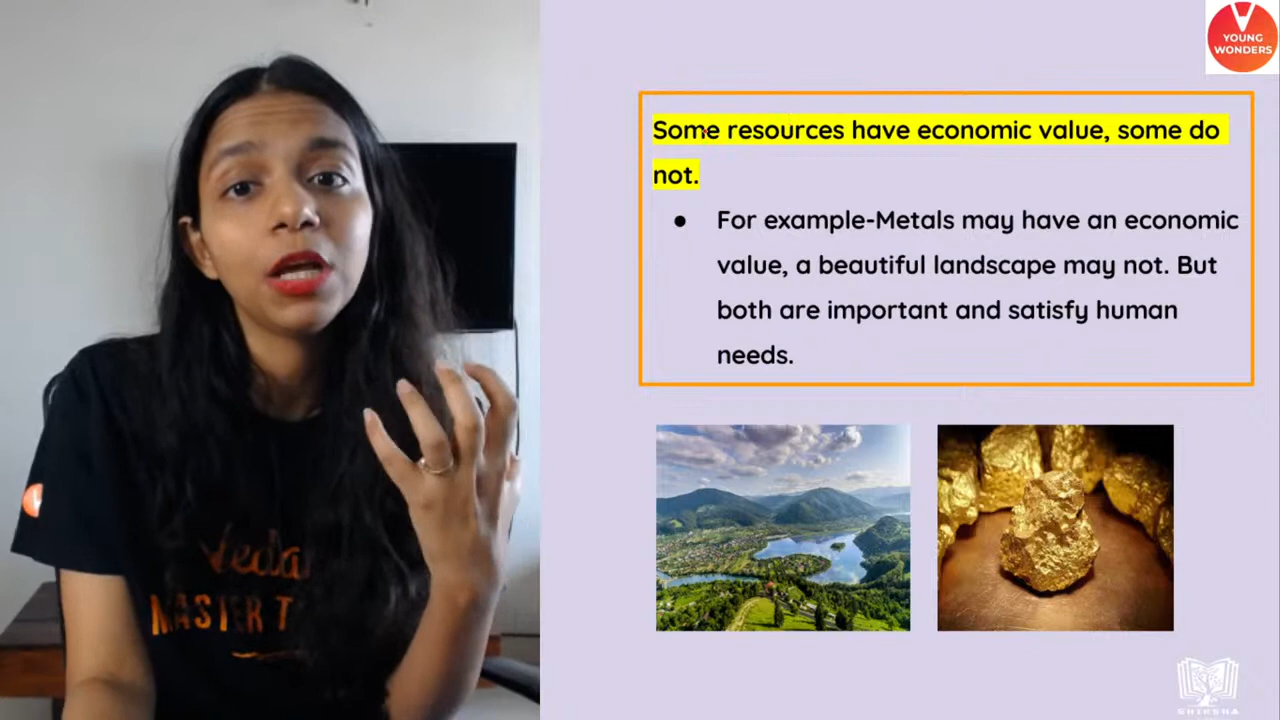 YOUNG
WONDERS
Some resources have economic value, some do
not.
● For example-Metals may have an economic
value, a beautiful landscape may not. But
both are important and satisfy human
needs.
Veda
MASTER T
SHIKSHA